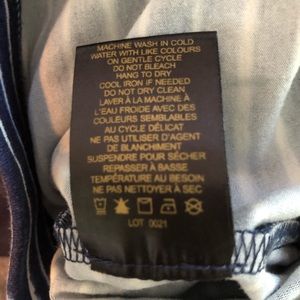 MACHINE WASH IN COLD
WATER WITH LIKE COLOURS
ON GENTLE CYCLE
DO NOT BLEACH
HANG TO DRY
COOL IRON IF NEEDED
DO NOT DRY CLEAN
LAVER À LA MACHINE À
L'EAU FROIDE AVEC DES
COULEURS SEMBLABLES
AU CYCLE DÉLICAT
NE PAS UTILISER D'AGENT
DE BLANCHIMENT
SUSPENDRE POUR SÉCHER
REPASSER À BASSE
TEMPÉRATURE AU BESOIN
NE PAS NETTOYER À SEC
LOT 0021